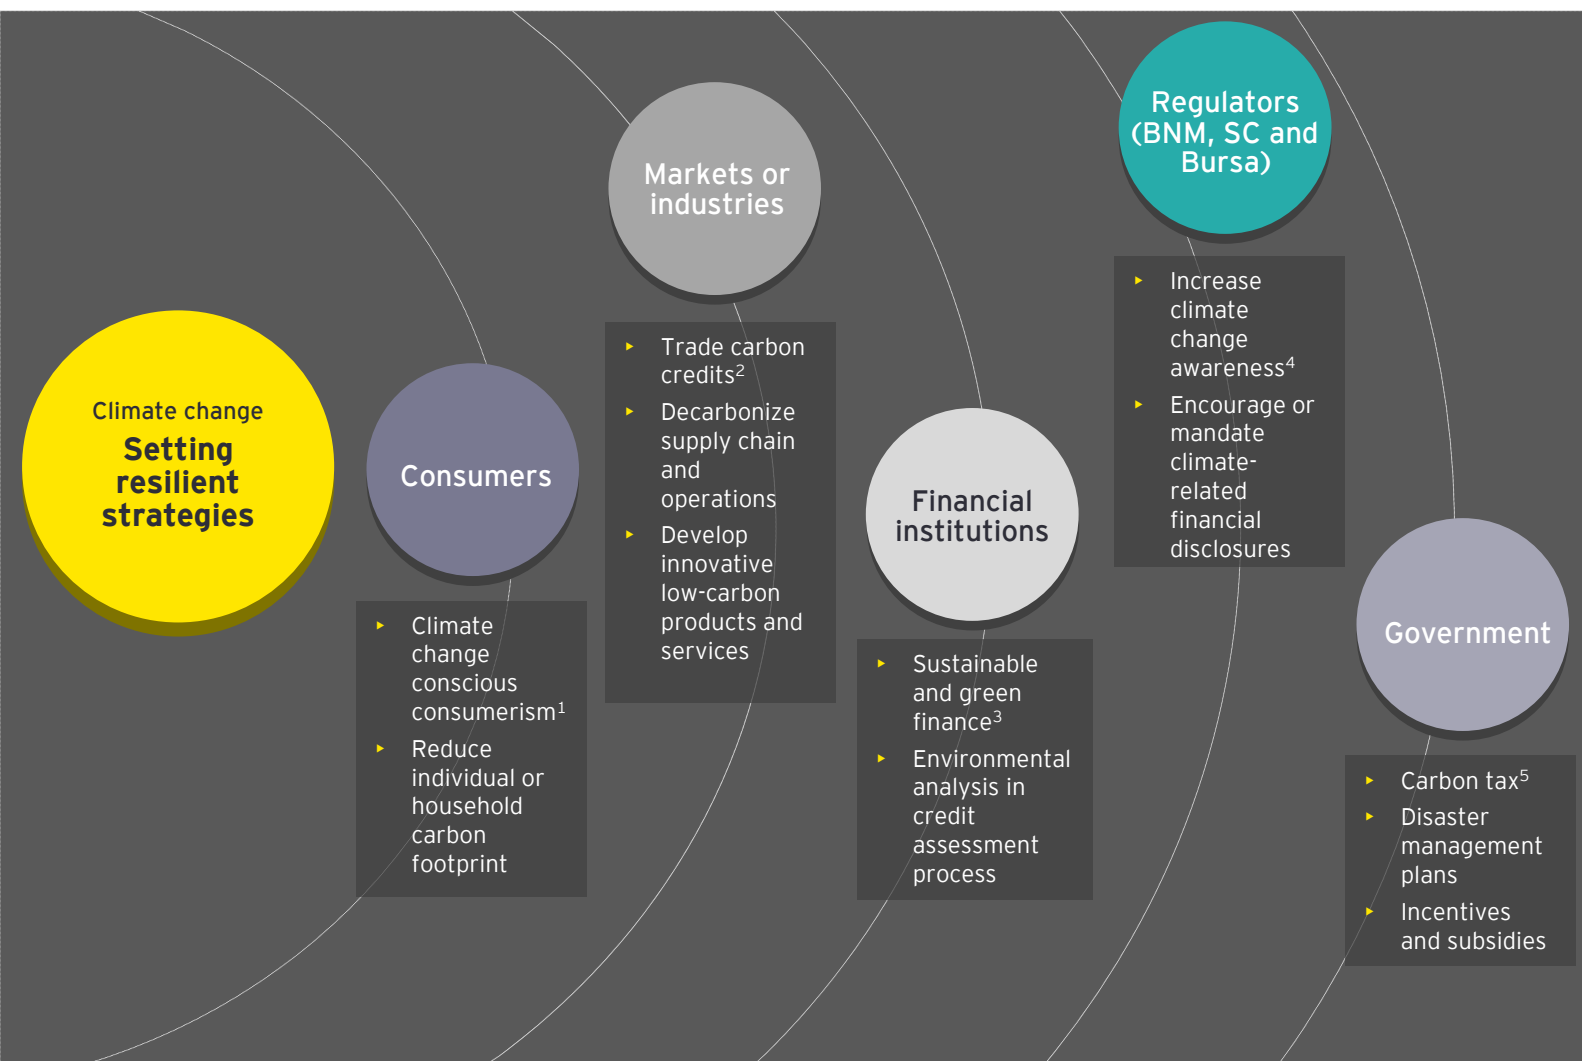 Climate change
Setting
resilient
strategies
Consumers
▸ Climate
change
conscious
consumerism¹
▸ Reduce
individual or
household
carbon
footprint
Markets or
industries
▸ Trade carbon
credits²
▸ Decarbonize
supply chain
and
operations
▸ Develop
innovative
low-carbon
products and
services
Financial
institutions
▸ Sustainable
and green
finance³
▸ Environmental
analysis in
credit
assessment
process
Regulators
(BNM, SC and
Bursa)
▸ Increase
climate
change
awareness⁴
▸ Encourage or
mandate
climate-
related
financial
disclosures
Government
▸ Carbon tax⁵
▸ Disaster
management
plans
▸ Incentives
and subsidies